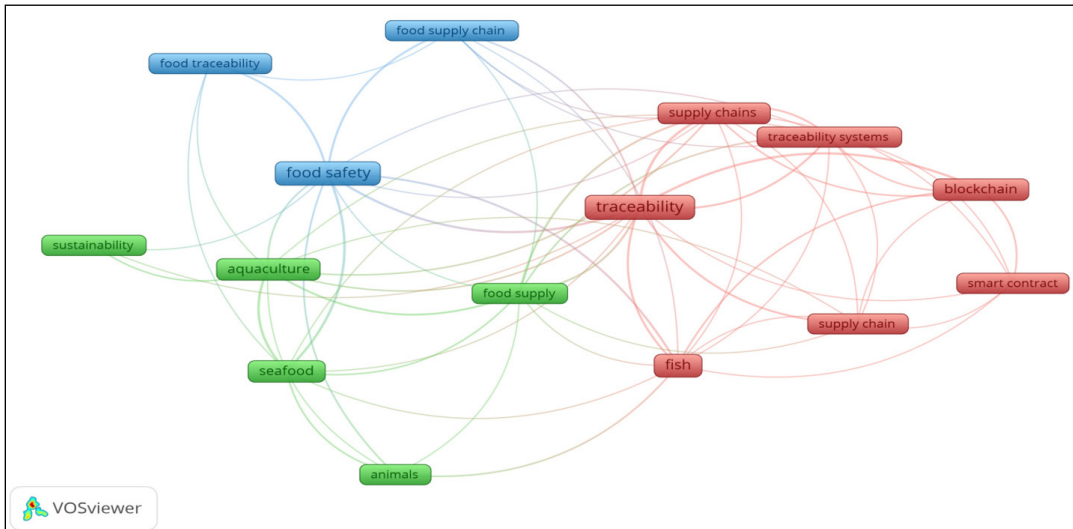 food supply chain
food traceability
supply chains
traceability systems
food safety
blockchain
traceability
sustainability
aquaculture
smart contract
food supply
supply chain
fish
seafood
animals
VOSviewer